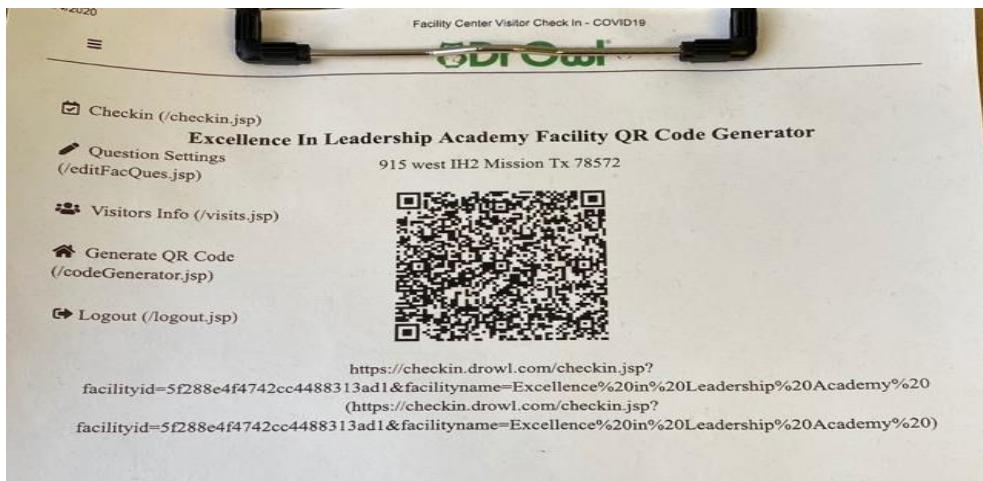 /2020
Facility Center Visitor Check In - COVID19
DrOwl
Checkin (/checkin.jsp)
Excellence In Leadership Academy Facility QR Code Generator
Question Settings
(/editFacQues.jsp)
915 west IH2 Mission Tx 78572
Visitors Info (/visits.jsp)
Generate QR Code
(/codeGenerator.jsp)
Logout (/logout.jsp)
https://checkin.drowl.com/checkin.jsp?
facilityid=5f288e4f4742cc4488313ad1&facilityname=Excellence%20in%20Leadership%20Academy%20
(https://checkin.drowl.com/checkin.jsp?
facilityid=5f288e4f4742cc4488313ad1&facilityname=Excellence%20in%20Leadership%20Academy%20)